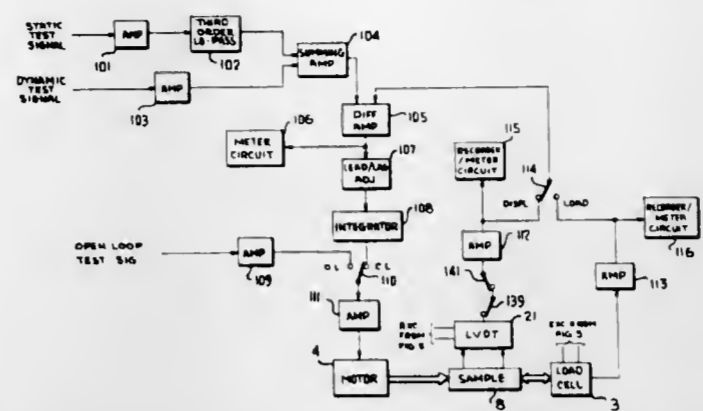 STATIC TEST SIGNAL
AMP
101
THIRD ORDER LO-PASS
102
SUMMING AMP
104
DYNAMIC TEST SIGNAL
AMP
103
DIFF AMP
105
METER CIRCUIT
106
LEAD/LAG ADJ
107
INTEGRATOR
108
RECORDER / METER CIRCUIT
115
114
DISPL
LOAD
RECORDER/ METER CIRCUIT
116
OPEN LOOP TEST SIG
AMP
109
O L
C L
110
AMP
112
AMP
113
141
139
AMP
111
EXC FROM FIG. 5
LVDT
21
EXC FROM FIG. 5
4
MOTOR
SAMPLE
8
LOAD CELL
3